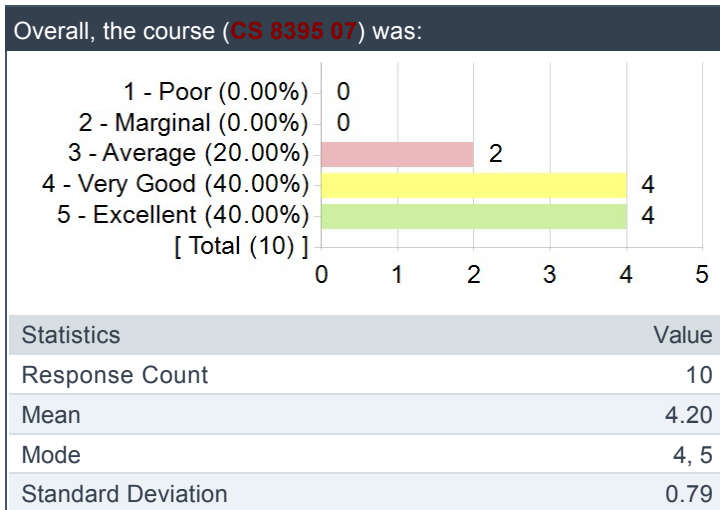 Overall, the course (CS 8395 07) was:
1 - Poor (0.00%) 0
2 - Marginal (0.00%) 0
3 - Average (20.00%) 2
4 - Very Good (40.00%) 4
5 - Excellent (40.00%) 4
[ Total (10) ]
0 1 2 3 4 5
Statistics Value
Response Count 10
Mean 4.20
Mode 4, 5
Standard Deviation 0.79